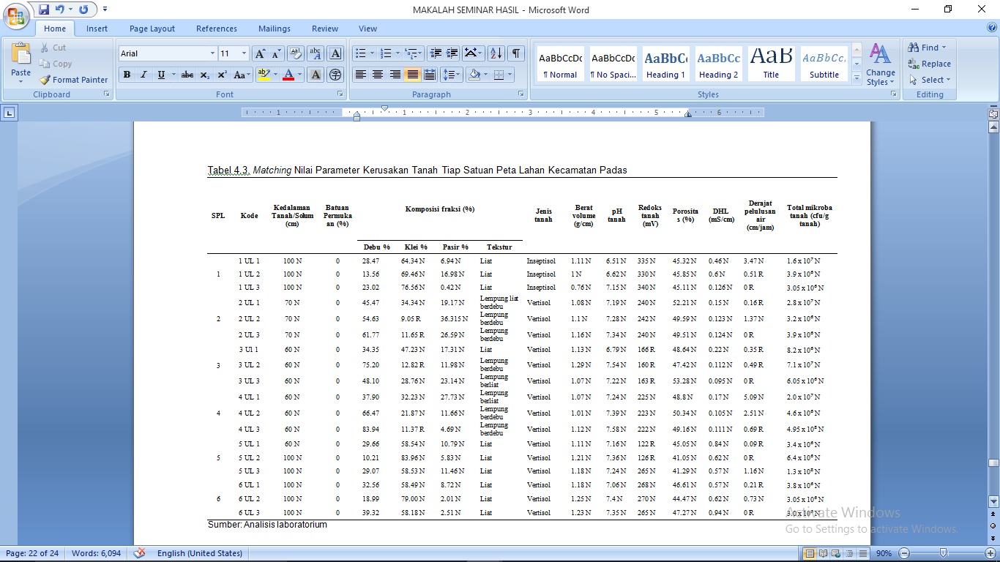 MAKALAH SEMINAR HASIL - Microsoft Word
Home Insert Page Layout References Mailings Review View
Paste
Cut
Copy
Format Painter
Clipboard
Arial 11
Font
Paragraph
AaBbCcDc AaBbCcDc AaBbC AaBbCc AaB AaBbCc.
¶ Normal ¶ No Spaci... Heading 1 Heading 2 Title Subtitle
Change Styles
Styles
Find
Replace
Select
Editing
1 1 2 3 4 5 6
Tabel 4.3. Matching Nilai Parameter Kerusakan Tanah Tiap Satuan Peta Lahan Kecamatan Padas
SPL Kode Kedalaman Tanah/Solum (cm) Batuan Permuka an (%) Komposisi fraksi (%) Jenis tanah Berat volume (g/cm) pH tanah Redoks tanah (mV) Porosita s (%) DHL (mS/cm) Derajat pelulusan air (cm/jam) Total mikroba tanah (cfu/g tanah)
Debu % Klei % Pasir % Tekstur
1 UL 1 100 N 0 28.47 64.34 N 6.94 N Liat Inseptisol 1.11 N 6.51 N 335 N 45.32 N 0.46 N 3.47 N 1.6 x 10⁷ N
1 1 UL 2 100 N 0 13.56 69.46 N 16.98 N Liat Inseptisol 1 N 6.62 N 330 N 45.85 N 0.6 N 0.51 R 3.9 x 10⁶ N
1 UL 3 100 N 0 23.02 76.56 N 0.42 N Liat Inseptisol 0.76 N 7.15 N 340 N 45.11 N 0.126 N 0 R 3.05 x 10⁶ N
2 UL 1 70 N 0 45.47 34.34 N 19.17 N Lempung liat berdebu Vertisol 1.08 N 7.19 N 240 N 52.21 N 0.15 N 0.16 R 2.8 x 10⁷ N
2 2 UL 2 70 N 0 54.63 9.05 R 36.315 N Lempung berdebu Vertisol 1.1 N 7.28 N 242 N 49.59 N 0.123 N 1.37 N 3.2 x 10⁶ N
2 UL 3 70 N 0 61.77 11.65 R 26.59 N Lempung berdebu Vertisol 1.16 N 7.34 N 240 N 49.51 N 0.124 N 0 R 3.9 x 10⁶ N
3 Ul 1 60 N 0 34.35 47.23 N 17.31 N Liat Vertisol 1.13 N 6.79 N 166 R 48.64 N 0.22 N 0.35 R 8.2 x 10⁶ N
3 3 UL 2 60 N 0 75.20 12.82 R 11.98 N Lempung berdebu Vertisol 1.29 N 7.54 N 160 R 47.42 N 0.112 N 0.49 R 7.1 x 10⁷ N
3 UL 3 60 N 0 48.10 28.76 N 23.14 N Lempung berliat Vertisol 1.07 N 7.22 N 163 R 53.28 N 0.095 N 0 R 6.05 x 10⁶ N
4 UL 1 60 N 0 37.90 32.23 N 27.73 N Lempung berliat Vertisol 1.07 N 7.24 N 225 N 48.8 N 0.17 N 5.09 N 2.0 x 10⁷ N
4 4 UL 2 60 N 0 66.47 21.87 N 11.66 N Lempung berdebu Vertisol 1.01 N 7.39 N 223 N 50.34 N 0.105 N 2.51 N 4.6 x 10⁶ N
4 UL 3 60 N 0 83.94 11.37 R 4.69 N Lempung berdebu Vertisol 1.12 N 7.58 N 222 N 49.16 N 0.111 N 0.69 R 4.95 x 10⁵ N
5 UL 1 60 N 0 29.66 58.54 N 10.79 N Liat Vertisol 1.11 N 7.16 N 122 R 45.05 N 0.84 N 0.09 R 3.4 x 10⁶ N
5 5 UL 2 100 N 0 10.21 83.96 N 5.83 N Liat Vertisol 1.21 N 7.36 N 126 R 41.05 N 0.62 N 0 R 6.4 x 10⁶ N
5 UL 3 100 N 0 29.07 58.53 N 11.46 N Liat Vertisol 1.18 N 7.24 N 265 N 41.29 N 0.57 N 1.16 N
6 UL 1 100 N 0 32.56 58.49 N 8.72 N Liat Vertisol 1.18 N 7.06 N 268 N 46.61 N 0.57 N 0.21 R 3.8 x 10⁶ N
6 6 UL 2 100 N 0 18.99 79.00 N 2.01 N Liat Vertisol 1.25 N 7.4 N 270 N 44.47 N 0.62 N 0.73 N 3.05 x 10⁶ N
6 UL 3 100 N 0 39.32 58.18 N 2.51 N Liat Vertisol 1.23 N 7.35 N 265 N 47.27 N 0.94 N 0 R
Sumber: Analisis laboratorium
Activate Windows
Go to Settings to activate Windows.
Page: 22 of 24 Words: 6,094 English (United States) 90%